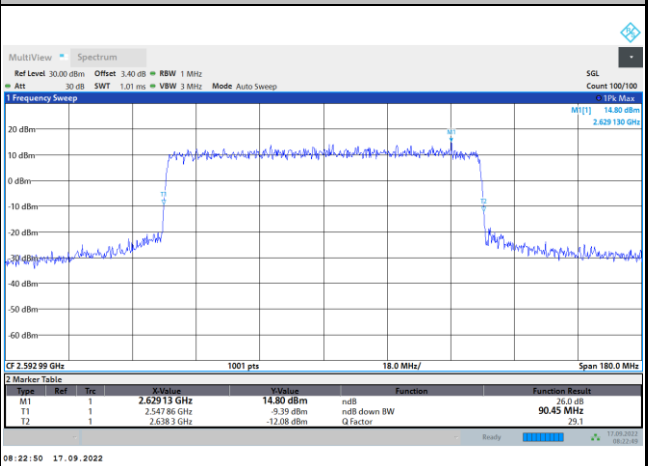 MultiView Spectrum
Ref Level 30.00 dBm Offset 3.40 dB RBW 1 MHz SGL
Att 30 dB SWT 1.01 ms VBW 3 MHz Mode Auto Sweep Count 100/100
1 Frequency Sweep 1Pk Max
M1[1] 14.80 dBm
2.629 130 GHz
20 dBm
M1
10 dBm
0 dBm
T1
T2
-10 dBm
-20 dBm
-30 dBm
-40 dBm
-50 dBm
-60 dBm
CF 2.592 99 GHz 1001 pts 18.0 MHz/ Span 180.0 MHz
2 Marker Table
Type Ref Trc X-Value Y-Value Function Function Result
M1 1 2.629 13 GHz 14.80 dBm ndB 26.0 dB
T1 1 2.547 86 GHz -9.39 dBm ndB down BW 90.45 MHz
T2 1 2.638 3 GHz -12.08 dBm Q Factor 29.1
Ready 17.09.2022
08:22:50 17.09.2022